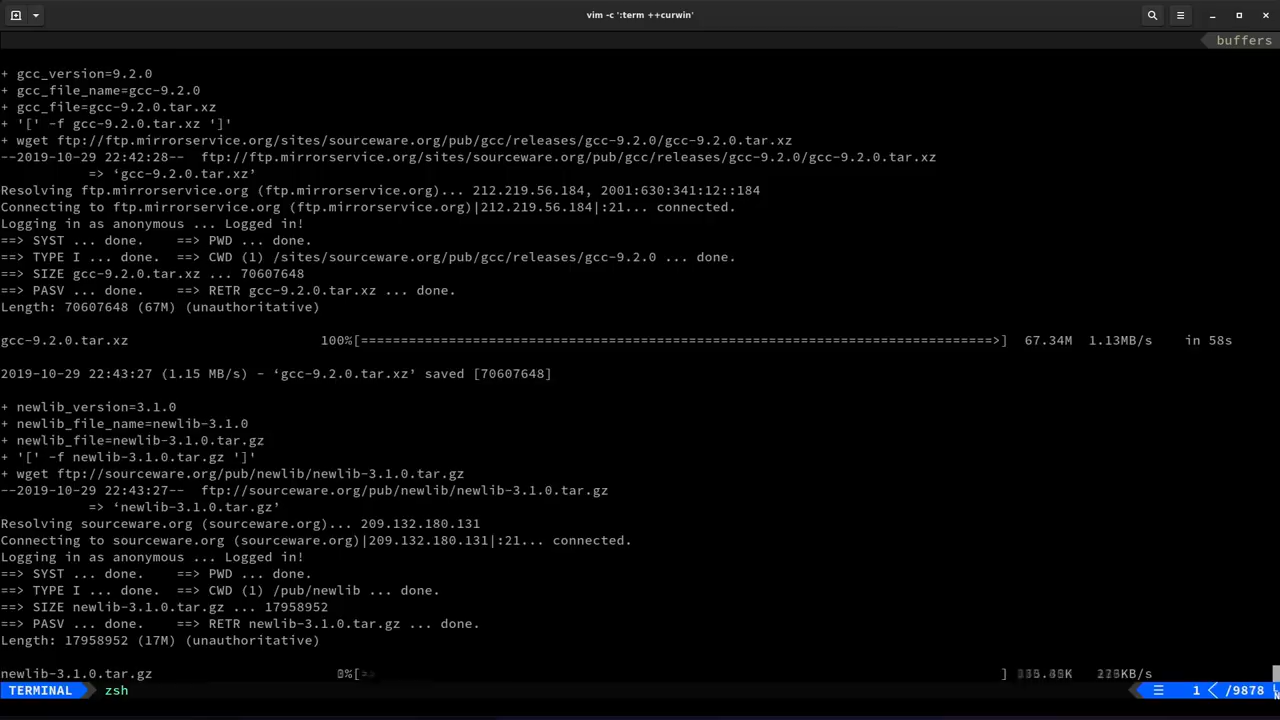 vim -c ':term ++curwin'
buffers
+ gcc_version=9.2.0
+ gcc_file_name=gcc-9.2.0
+ gcc_file=gcc-9.2.0.tar.xz
+ '[' -f gcc-9.2.0.tar.xz ']'
+ wget ftp://ftp.mirrorservice.org/sites/sourceware.org/pub/gcc/releases/gcc-9.2.0/gcc-9.2.0.tar.xz
--2019-10-29 22:42:28--  ftp://ftp.mirrorservice.org/sites/sourceware.org/pub/gcc/releases/gcc-9.2.0/gcc-9.2.0.tar.xz
=> ‘gcc-9.2.0.tar.xz’
Resolving ftp.mirrorservice.org (ftp.mirrorservice.org)... 212.219.56.184, 2001:630:341:12::184
Connecting to ftp.mirrorservice.org (ftp.mirrorservice.org)|212.219.56.184|:21... connected.
Logging in as anonymous ... Logged in!
==> SYST ... done.    ==> PWD ... done.
==> TYPE I ... done.  ==> CWD (1) /sites/sourceware.org/pub/gcc/releases/gcc-9.2.0 ... done.
==> SIZE gcc-9.2.0.tar.xz ... 70607648
==> PASV ... done.    ==> RETR gcc-9.2.0.tar.xz ... done.
Length: 70607648 (67M) (unauthoritative)
gcc-9.2.0.tar.xz 100%[===============================================================================>] 67.34M 1.13MB/s in 58s
2019-10-29 22:43:27 (1.15 MB/s) - ‘gcc-9.2.0.tar.xz’ saved [70607648]
+ newlib_version=3.1.0
+ newlib_file_name=newlib-3.1.0
+ newlib_file=newlib-3.1.0.tar.gz
+ '[' -f newlib-3.1.0.tar.gz ']'
+ wget ftp://sourceware.org/pub/newlib/newlib-3.1.0.tar.gz
--2019-10-29 22:43:27--  ftp://sourceware.org/pub/newlib/newlib-3.1.0.tar.gz
=> ‘newlib-3.1.0.tar.gz’
Resolving sourceware.org (sourceware.org)... 209.132.180.131
Connecting to sourceware.org (sourceware.org)|209.132.180.131|:21... connected.
Logging in as anonymous ... Logged in!
==> SYST ... done.    ==> PWD ... done.
==> TYPE I ... done.  ==> CWD (1) /pub/newlib ... done.
==> SIZE newlib-3.1.0.tar.gz ... 17958952
==> PASV ... done.    ==> RETR newlib-3.1.0.tar.gz ... done.
Length: 17958952 (17M) (unauthoritative)
newlib-3.1.0.tar.gz
TERMINAL zsh 1 /9878